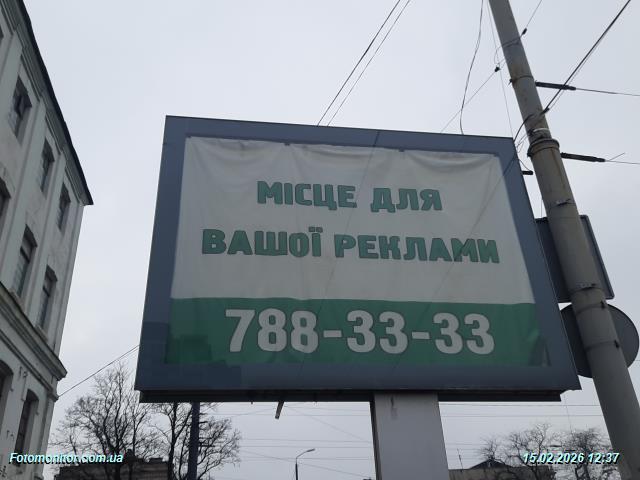 МІСЦЕ ДЛЯ
ВАШОЇ РЕКЛАМИ
788-33-33
Fotomonitor.com.ua
15.02.2026 12:37